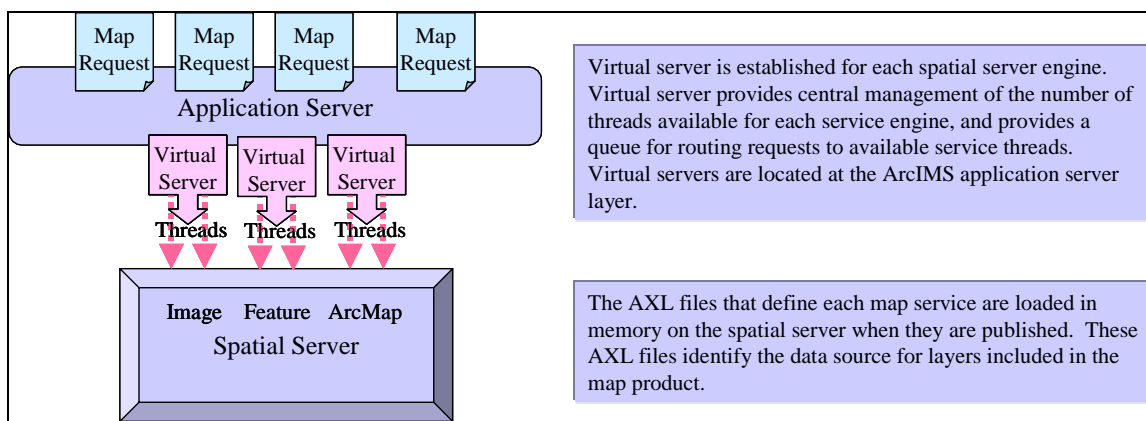 Map
Request
Map
Request
Map
Request
Map
Request
Application Server
Virtual
Server
Virtual
Server
Virtual
Server
Threads
Threads
Threads
Image
Feature
ArcMap
Spatial Server
Virtual server is established for each spatial server engine.
Virtual server provides central management of the number of
threads available for each service engine, and provides a
queue for routing requests to available service threads.
Virtual servers are located at the ArcIMS application server
layer.
The AXL files that define each map service are loaded in
memory on the spatial server when they are published.  These
AXL files identify the data source for layers included in the
map product.